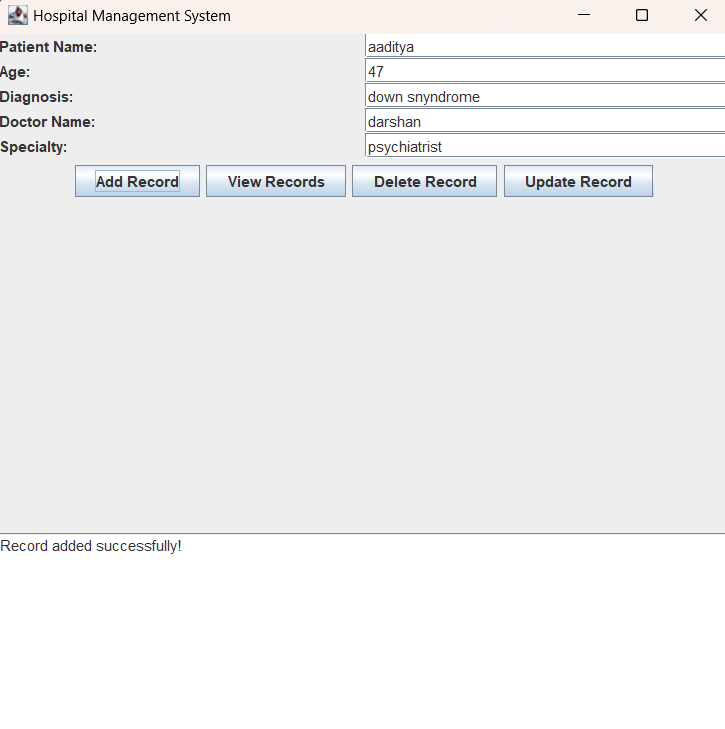 Hospital Management System
Patient Name: aaditya
Age: 47
Diagnosis: down snyndrome
Doctor Name: darshan
Specialty: psychiatrist
Add Record View Records Delete Record Update Record
Record added successfully!